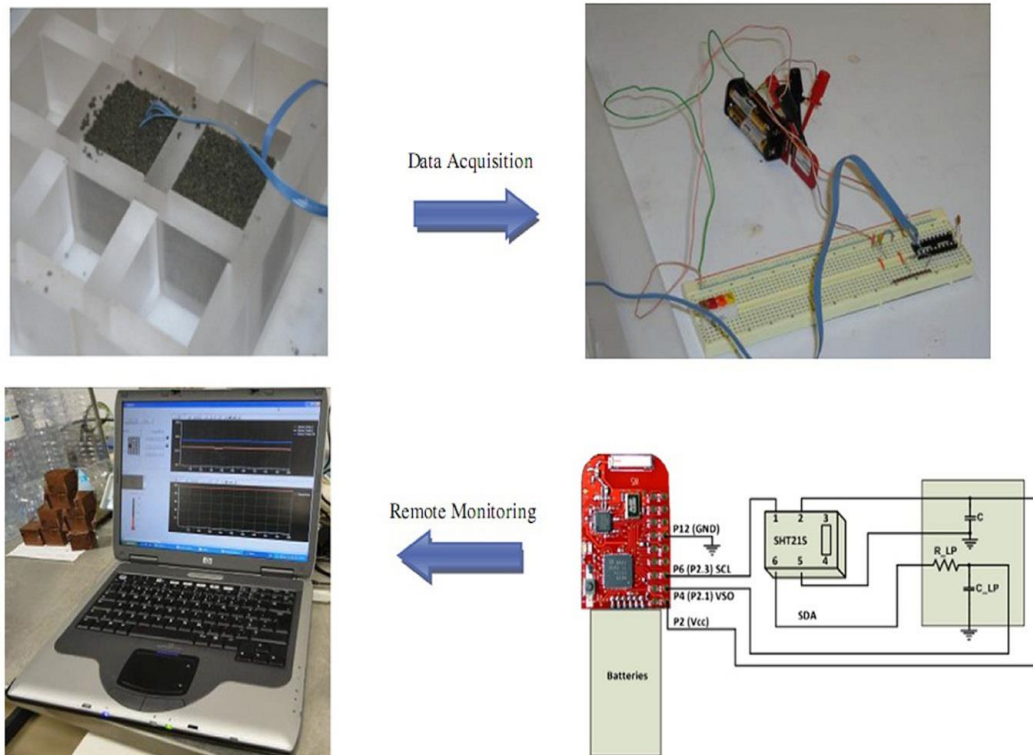 Data Acquisition
Remote Monitoring
P12 (GND)
P6 (P2.3) SCL
P4 (P2.1) VSO
P2 (Vcc)
Batteries
1 2 3
SHT21S
6 5 4
SDA
C
R_LP
C_LP
hp